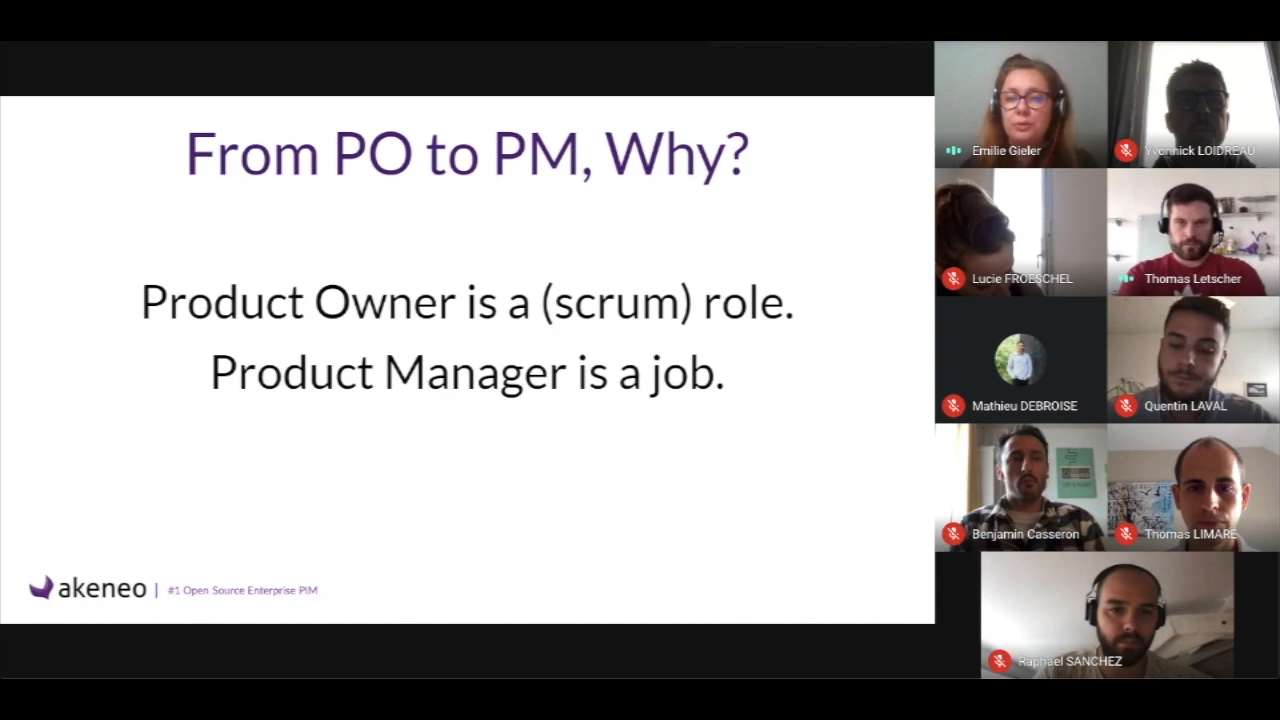 From PO to PM, Why?
Product Owner is a (scrum) role.
Product Manager is a job.
akeneo | #1 Open Source Enterprise PIM
Emilie Gieler
Yvonnick LOIDREAU
Lucie FROESCHEL
Thomas Letscher
Mathieu DEBROISE
Quentin LAVAL
Benjamin Casseron
Thomas LIMARE
Raphael SANCHEZ